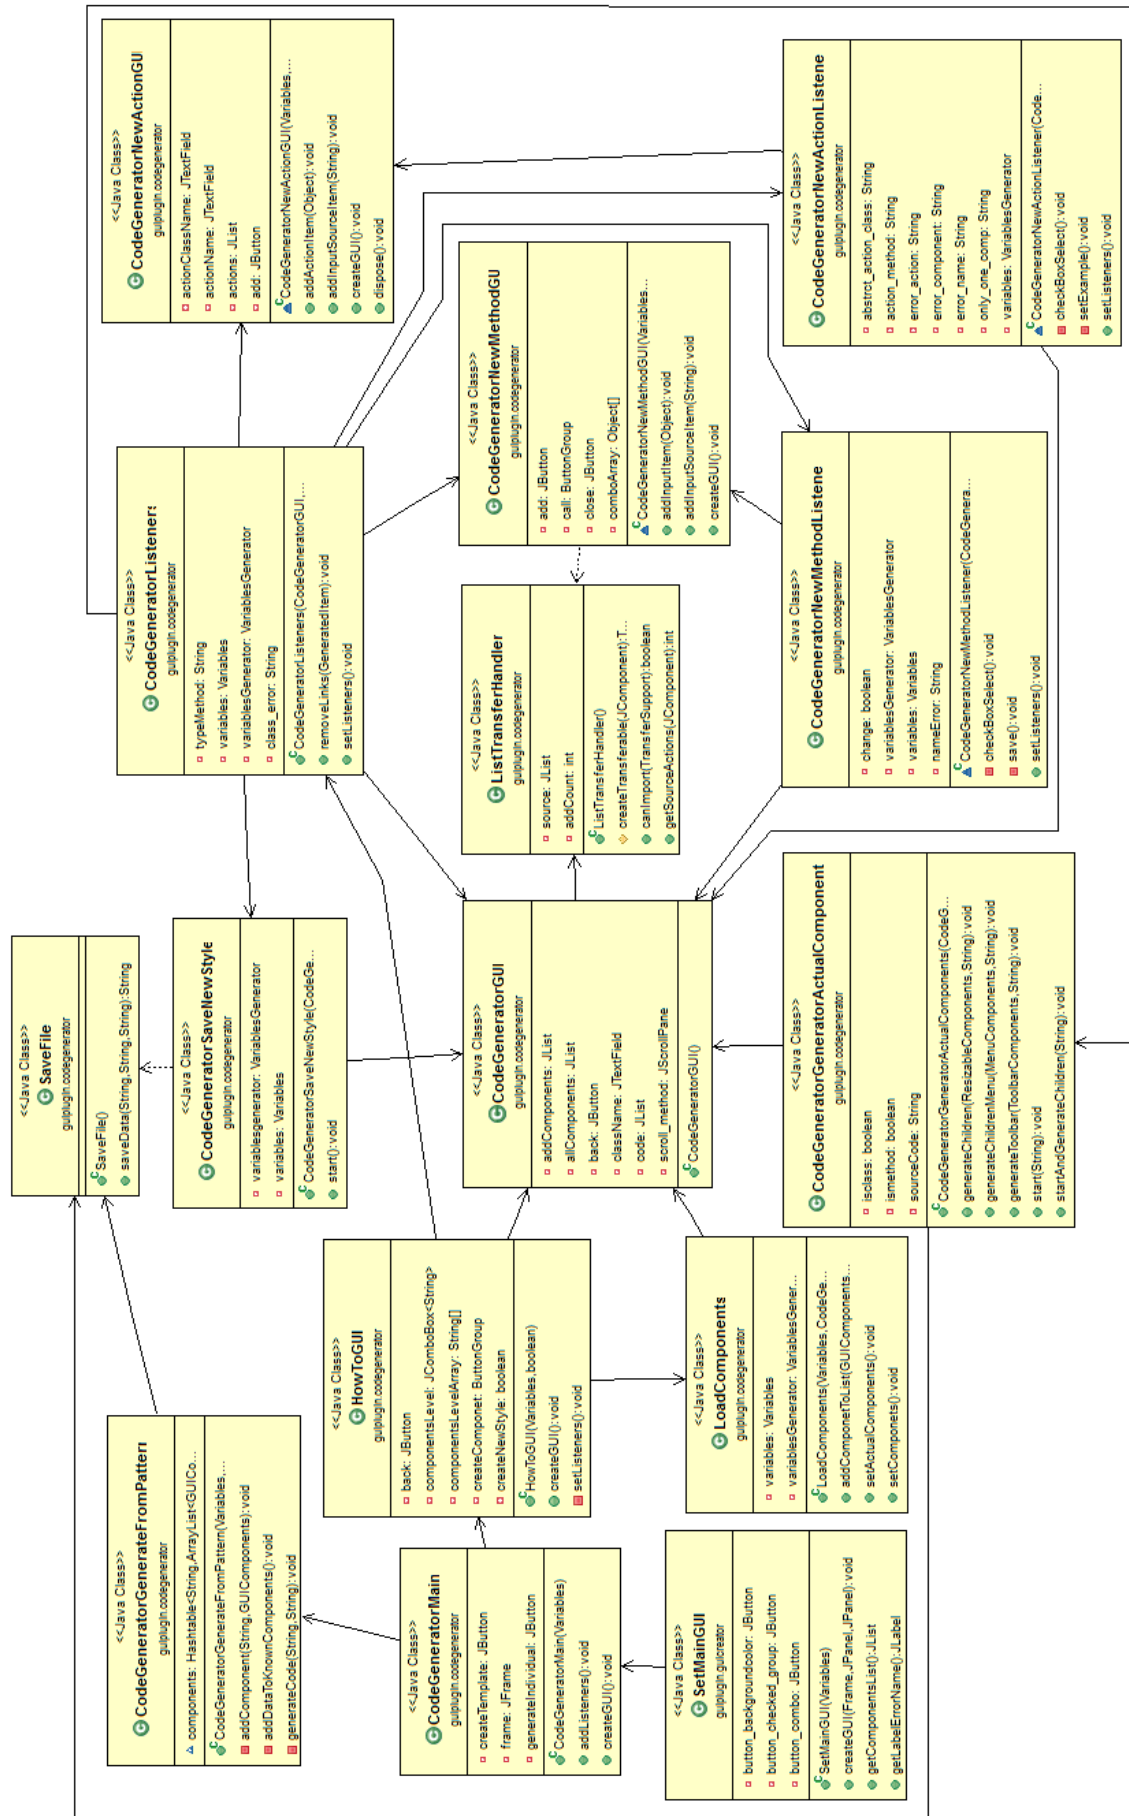 <<Java Class>>
SaveFile
guiplugin.codegenerator
SaveFile()
saveData(String,String,String):String
<<Java Class>>
CodeGeneratorGenerateFromPattern
guiplugin.codegenerator
components: Hashtable<String,ArrayList<GUICo...
CodeGeneratorGenerateFromPattern(Variables,...
addComponent(String,GUIComponents):void
addDataToKnownComponents():void
generateCode(String,String):void
<<Java Class>>
CodeGeneratorMain
guiplugin.codegenerator
createTemplate: JButton
frame: JFrame
generateIndividual: JButton
CodeGeneratorMain(Variables)
addListeners():void
createGUI():void
<<Java Class>>
SetMainGUI
guiplugin.guicreator
button_backgroundcolor: JButton
button_checked_group: JButton
button_combo: JButton
SetMainGUI(Variables)
createGUI(Frame,JPanel,JPanel):void
getComponentsList():JList
getLabelErrorName():JLabel
<<Java Class>>
HowToGUI
guiplugin.codegenerator
back: JButton
componentsLevel: JComboBox<String>
componentsLevelArray: String[]
createComponet: ButtonGroup
createNewStyle: boolean
HowToGUI(Variables,boolean)
createGUI():void
setListeners():void
<<Java Class>>
LoadComponents
guiplugin.codegenerator
variables: Variables
variablesGenerator: VariablesGener...
LoadComponents(Variables,CodeGe...
addComponetToList(GUIComponents...
setActualComponents():void
setComponets():void
<<Java Class>>
CodeGeneratorSaveNewStyle
guiplugin.codegenerator
variablesgenerator: VariablesGenerator
variables: Variables
CodeGeneratorSaveNewStyle(CodeGe...
start():void
<<Java Class>>
CodeGeneratorGUI
guiplugin.codegenerator
addComponents: JList
allComponents: JList
back: JButton
className: JTextField
code: JList
scroll_method: JScrollPane
CodeGeneratorGUI()
<<Java Class>>
CodeGeneratorGeneratorActualComponent
guiplugin.codegenerator
isclass: boolean
ismethod: boolean
sourceCode: String
CodeGeneratorGeneratorActualComponents(CodeG...
generateChildren(ResizableComponents,String):void
generateChildrenMenu(MenuComponents,String):void
generateToolbar(ToolbarComponents,String):void
start(String):void
startAndGenerateChildren(String):void
<<Java Class>>
CodeGeneratorListeners
guiplugin.codegenerator
typeMethod: String
variables: Variables
variablesGenerator: VariablesGenerator
class_error: String
CodeGeneratorListeners(CodeGeneratorGUI,...
removeLinks(GeneratedItem):void
setListeners():void
<<Java Class>>
ListTransferHandler
guiplugin.codegenerator
source: JList
addCount: int
ListTransferHandler()
createTransferable(JComponent):T...
canImport(TransferSupport):boolean
getSourceActions(JComponent):int
<<Java Class>>
CodeGeneratorNewMethodListene
guiplugin.codegenerator
change: boolean
variablesGenerator: VariablesGenerator
variables: Variables
nameError: String
CodeGeneratorNewMethodListener(CodeGenera...
checkBoxSelect():void
save():void
setListeners():void
<<Java Class>>
CodeGeneratorNewActionGUI
guiplugin.codegenerator
actionClassName: JTextField
actionName: JTextField
actions: JList
add: JButton
CodeGeneratorNewActionGUI(Variables,...
addActionItem(Object):void
addInputSourceItem(String):void
createGUI():void
dispose():void
<<Java Class>>
CodeGeneratorNewMethodGU
guiplugin.codegenerator
add: JButton
call: ButtonGroup
close: JButton
comboArray: Object[]
CodeGeneratorNewMethodGUI(Variables...
addInputItem(Object):void
addInputSourceItem(String):void
createGUI():void
<<Java Class>>
CodeGeneratorNewActionListene
guiplugin.codegenerator
abstrct_action_class: String
action_method: String
error_action: String
error_component: String
error_name: String
only_one_comp: String
variables: VariablesGenerator
CodeGeneratorNewActionListener(Code...
checkBoxSelect():void
setExample():void
setListeners():void